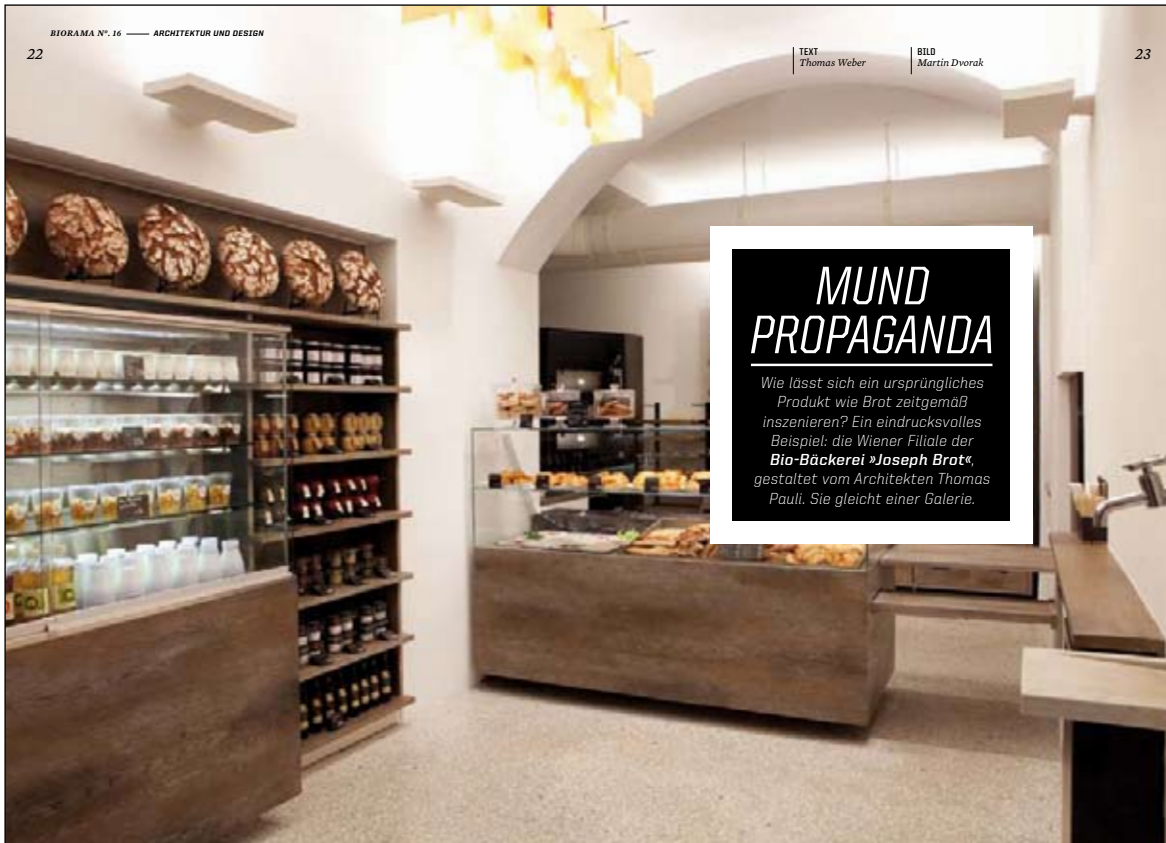 BIORAMA Nº. 16 —— ARCHITEKTUR UND DESIGN
22
TEXT
Thomas Weber
BILD
Martin Dvorak
23
MUND
PROPAGANDA
Wie lässt sich ein ursprüngliches
Produkt wie Brot zeitgemäß
inszenieren? Ein eindrucksvolles
Beispiel: die Wiener Filiale der
Bio-Bäckerei »Joseph Brot«,
gestaltet vom Architekten Thomas
Pauli. Sie gleicht einer Galerie.